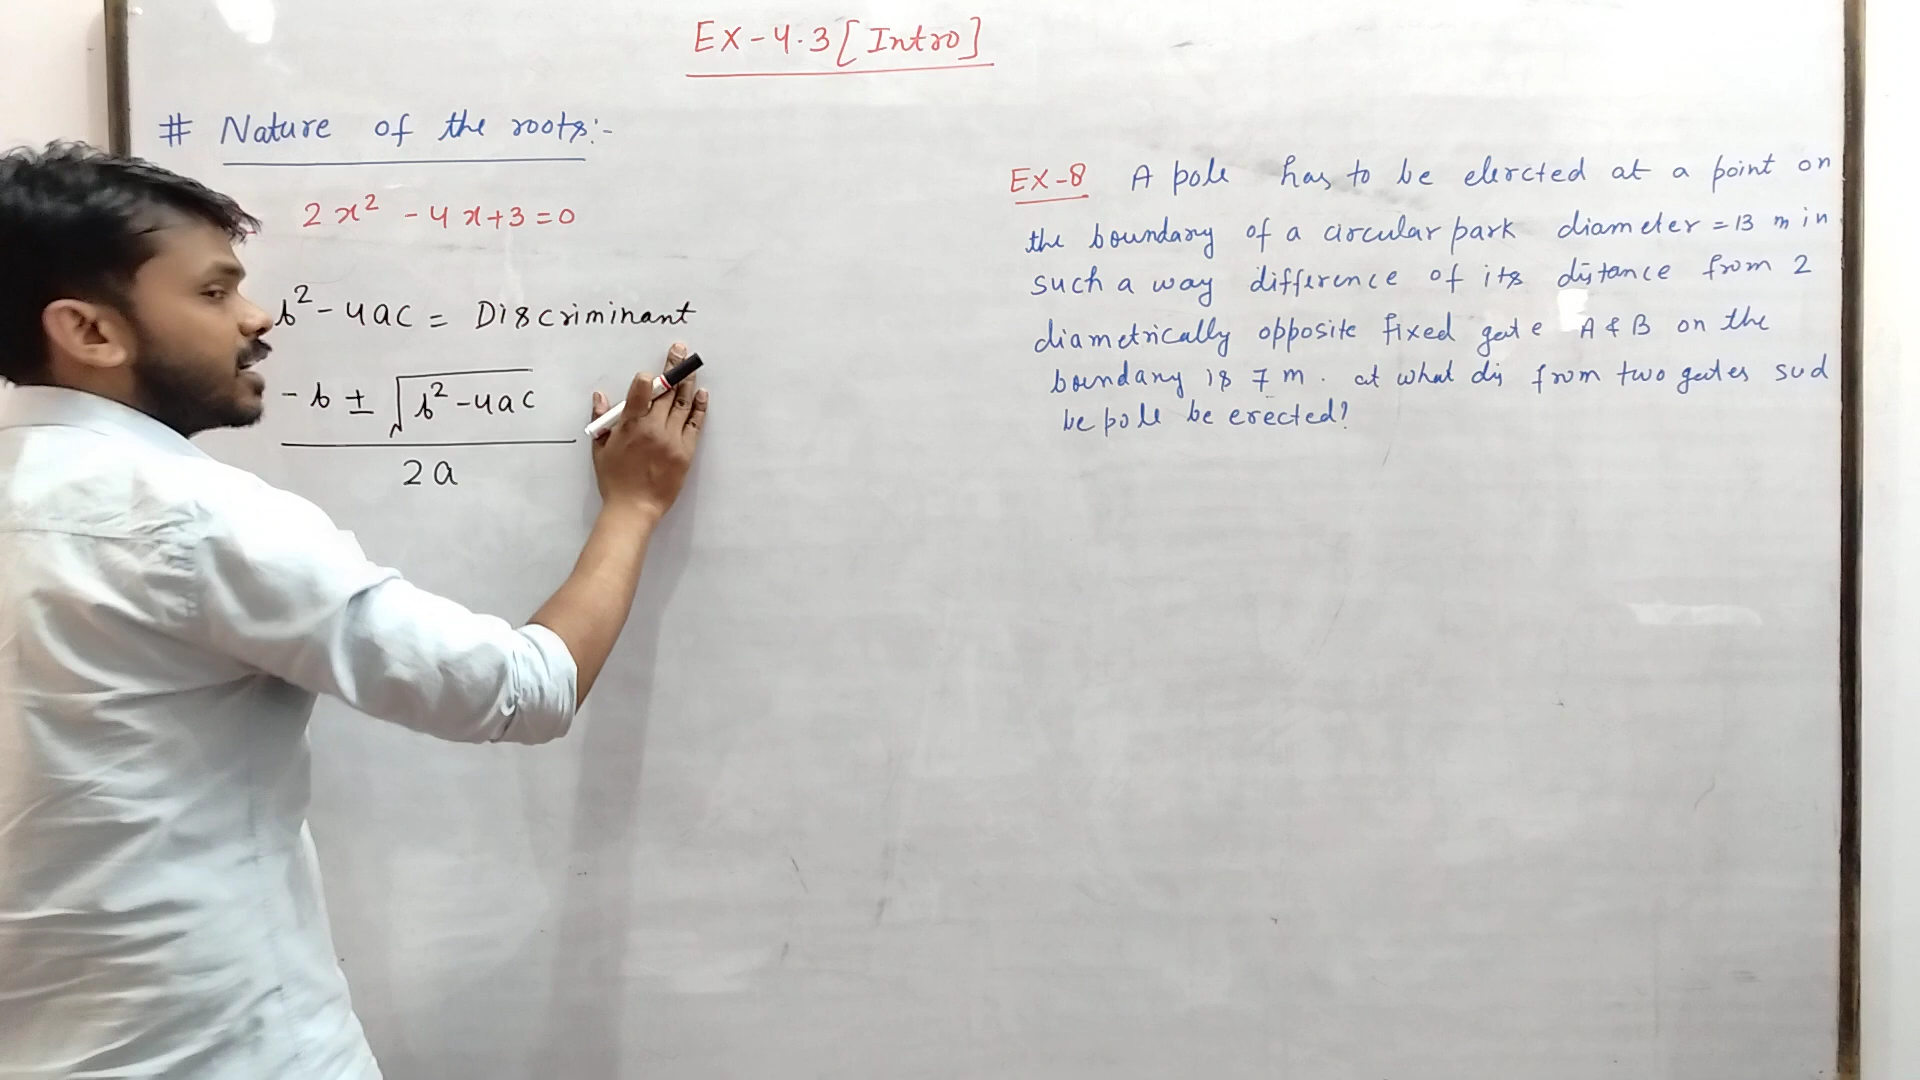 EX-4.3 [Intro]
# Nature of the roots:-
2x² - 4x+3=0
b²-4ac = Discriminant
-b ± √b²-4ac
2a
EX-8 A pole has to be elercted at a point on
the boundary of a circular park diameter = 13 m in
such a way difference of its distance from 2
diametrically opposite fixed gate A & B on the
boundary is 7 m. at what dis from two gates sud
be pole be erected?